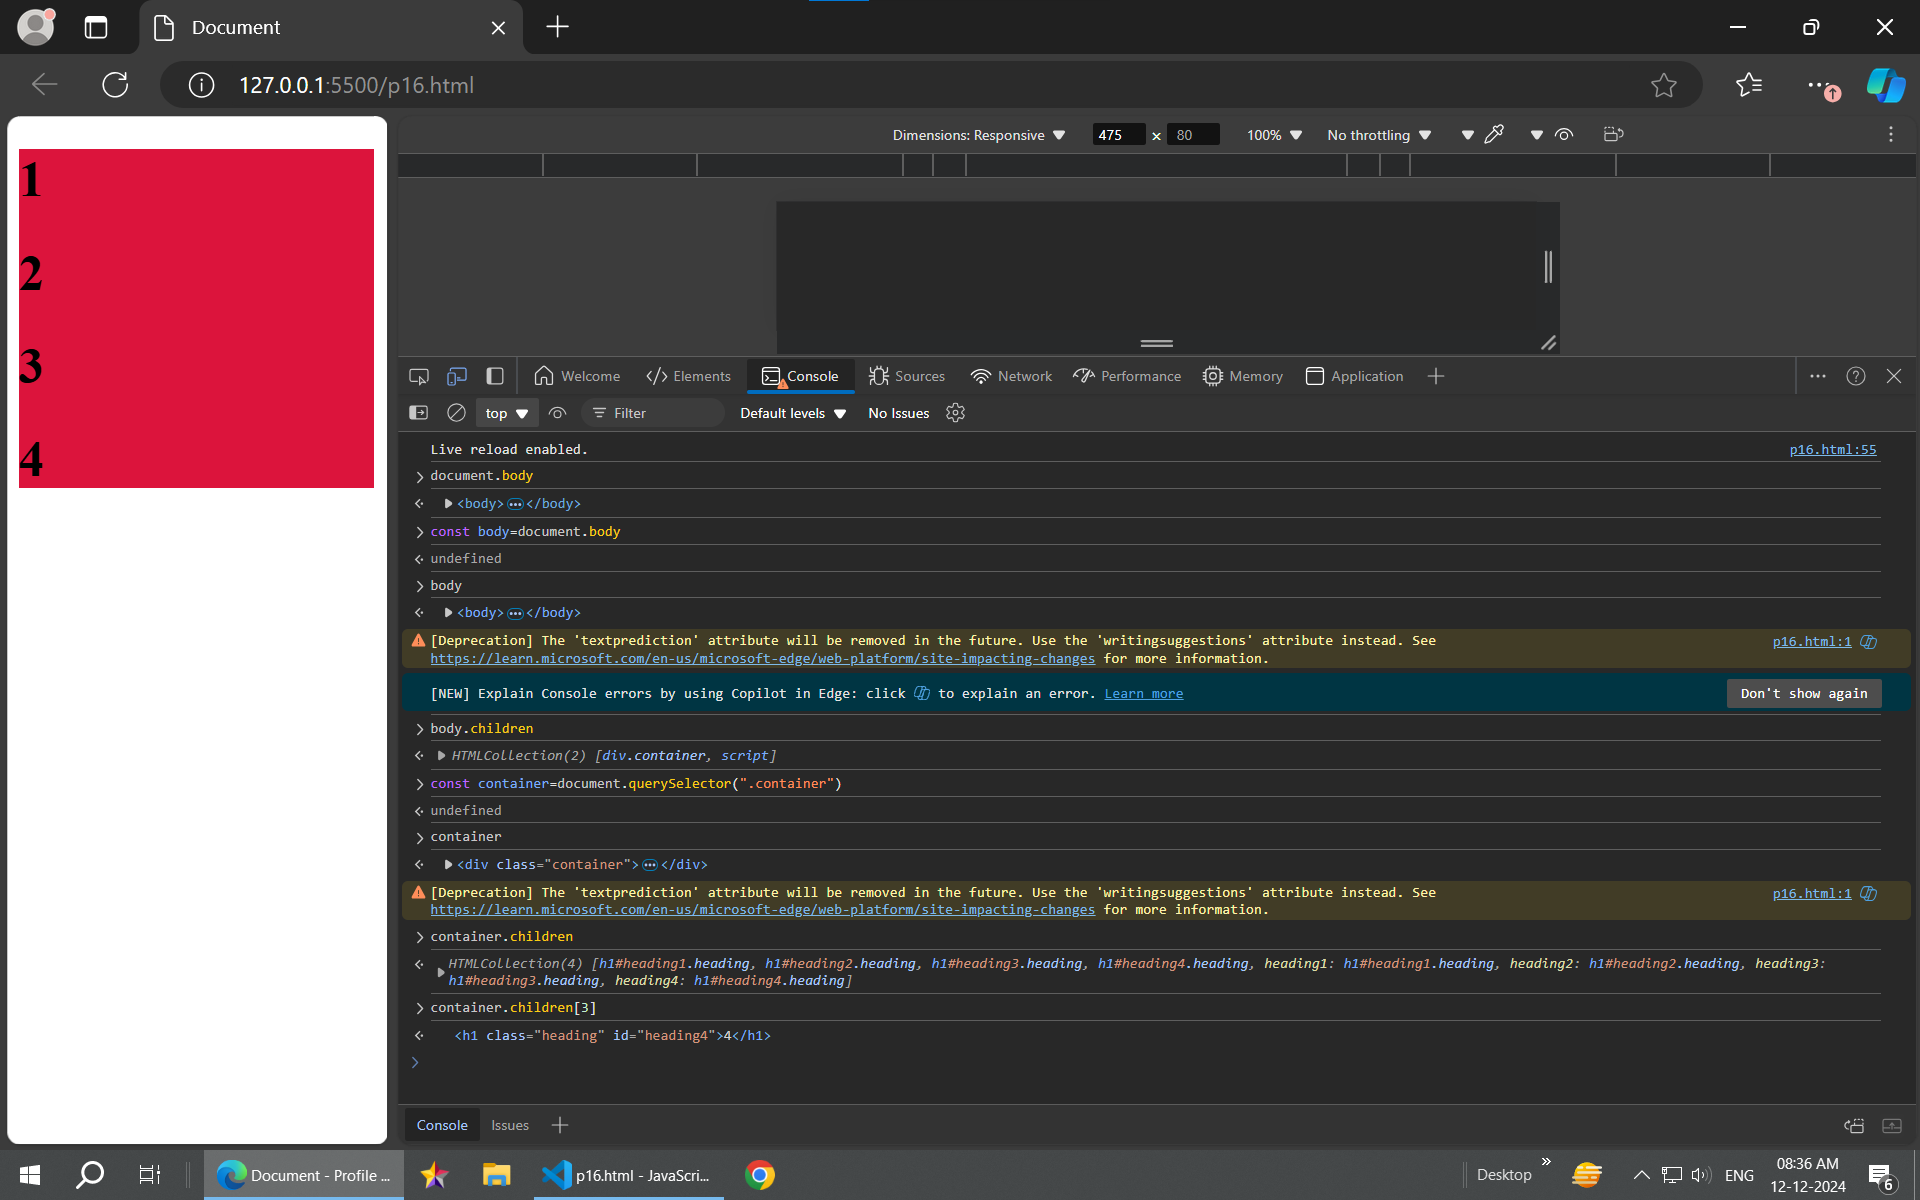 Document
127.0.0.1:5500/p16.html
1
2
3
4
Dimensions: Responsive 475 × 80 100% No throttling
Welcome Elements Console Sources Network Performance Memory Application
top Filter Default levels No Issues
Live reload enabled. p16.html:55
document.body
<body>…</body>
const body=document.body
undefined
body
<body>…</body>
[Deprecation] The 'textprediction' attribute will be removed in the future. Use the 'writingsuggestions' attribute instead. See p16.html:1
https://learn.microsoft.com/en-us/microsoft-edge/web-platform/site-impacting-changes for more information.
[NEW] Explain Console errors by using Copilot in Edge: click to explain an error. Learn more Don't show again
body.children
HTMLCollection(2) [div.container, script]
const container=document.querySelector(".container")
undefined
container
<div class="container">…</div>
[Deprecation] The 'textprediction' attribute will be removed in the future. Use the 'writingsuggestions' attribute instead. See p16.html:1
https://learn.microsoft.com/en-us/microsoft-edge/web-platform/site-impacting-changes for more information.
container.children
HTMLCollection(4) [h1#heading1.heading, h1#heading2.heading, h1#heading3.heading, h1#heading4.heading, heading1: h1#heading1.heading, heading2: h1#heading2.heading, heading3:
h1#heading3.heading, heading4: h1#heading4.heading]
container.children[3]
<h1 class="heading" id="heading4">4</h1>
Console Issues
Document - Profile ... p16.html - JavaScri... Desktop » ENG 08:36 AM
12-12-2024 6